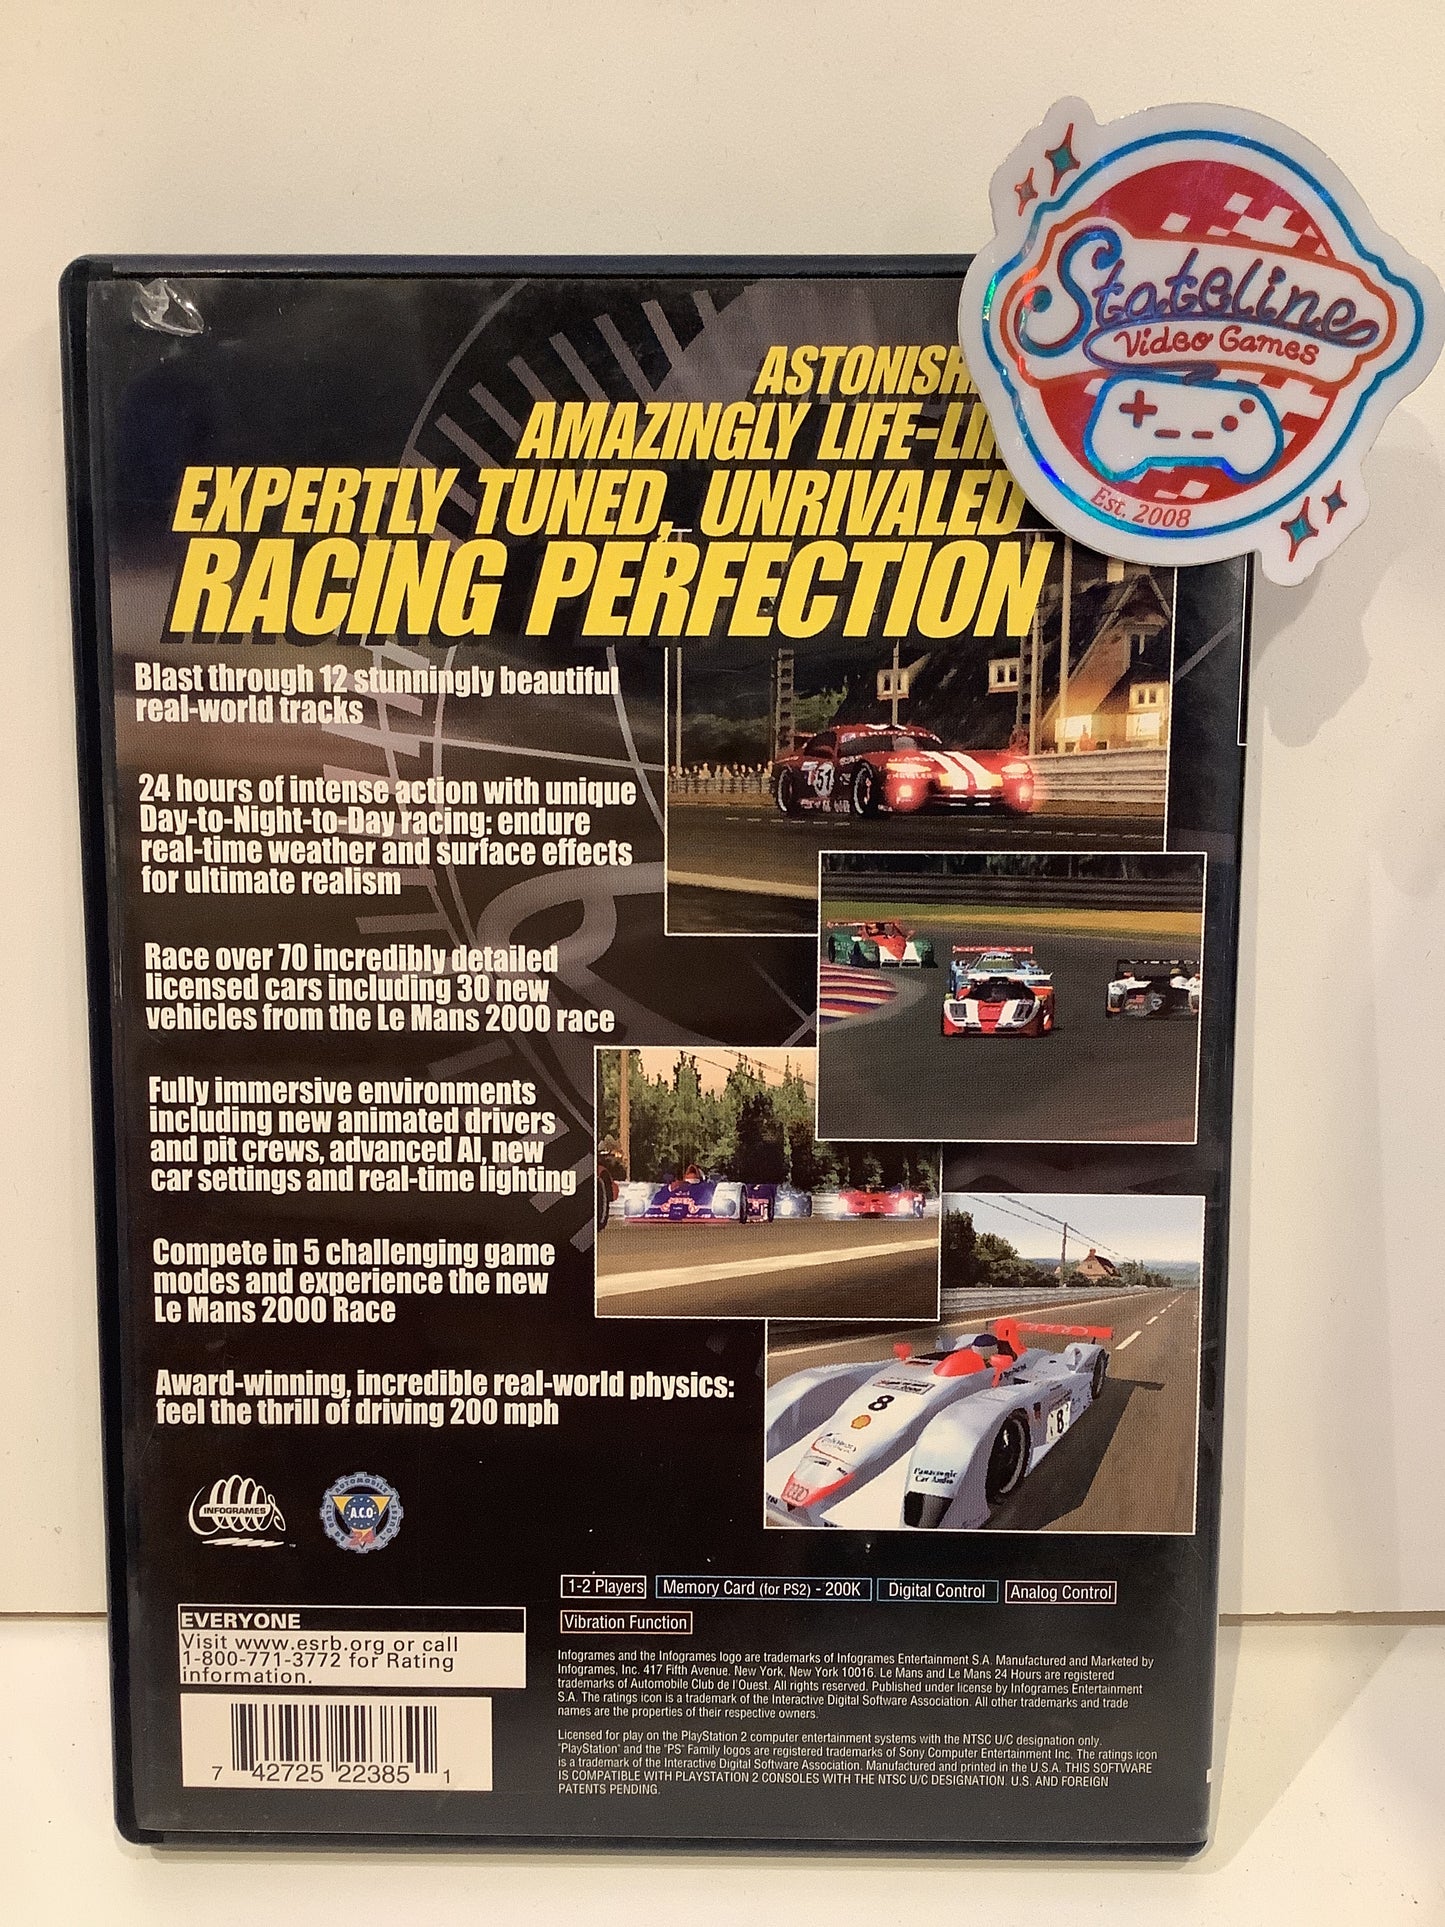 Stateline
Video Games
Est. 2008
AMAZINGLY
EXPERTLY TUNED, UNRIVALED
RACING PERFECTION
Blast through 12 stunningly beautiful
real-world tracks
24 hours of intense action with unique
Day-to-Night-to-Day racing: endure
real-time weather and surface effects
for ultimate realism
Race over 70 incredibly detailed
licensed cars including 30 new
vehicles from the Le Mans 2000 race
Fully immersive environments
including new animated drivers
and pit crews, advanced AI, new
car settings and real-time lighting
Compete in 5 challenging game
modes and experience the new
Le Mans 2000 Race
Award-winning, incredible real-world physics:
feel the thrill of driving 200 mph
51
8
8
Panasonic
Car Audio
INFOGRAMES
AUTOMOBILE
A.C.O
1-2 Players
Memory Card (for PS2) - 200K
Digital Control
Analog Control
Vibration Function
EVERYONE
Visit www.esrb.org or call
1-800-771-3772 for Rating
information.
7 42725 22385 1
Infogrames and the Infogrames logo are trademarks of Infogrames Entertainment S.A. Manufactured and Marketed by
Infogrames, Inc. 417 Fifth Avenue, New York, New York 10016. Le Mans and Le Mans 24 Hours are registered
trademarks of Automobile Club de l'Ouest. All rights reserved. Published under license by Infogrames Entertainment
S.A. The ratings icon is a trademark of the Interactive Digital Software Association. All other trademarks and trade
names are the properties of their respective owners.
Licensed for play on the PlayStation 2 computer entertainment systems with the NTSC U/C designation only.
"PlayStation" and the "PS" Family logos are registered trademarks of Sony Computer Entertainment Inc. The ratings icon
is a trademark of the Interactive Digital Software Association. Manufactured and printed in the U.S.A. THIS SOFTWARE
IS COMPATIBLE WITH PLAYSTATION 2 CONSOLES WITH THE NTSC U/C DESIGNATION. U.S. AND FOREIGN
PATENTS PENDING.